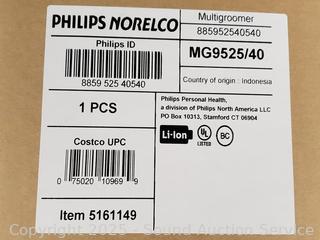 PHILIPS NORELCO
Philips ID
8859 525 40540
1 PCS
Costco UPC
0 75020 10969 9
Item 5161149
Multigroomer
885952540540
MG9525/40
Country of origin : Indonesia
Philips Personal Health,
a division of Philips North America LLC
PO Box 10313, Stamford CT 06904
Li-Ion
UL
LISTED
BC
Copyright 2025 - Sound Auction Service